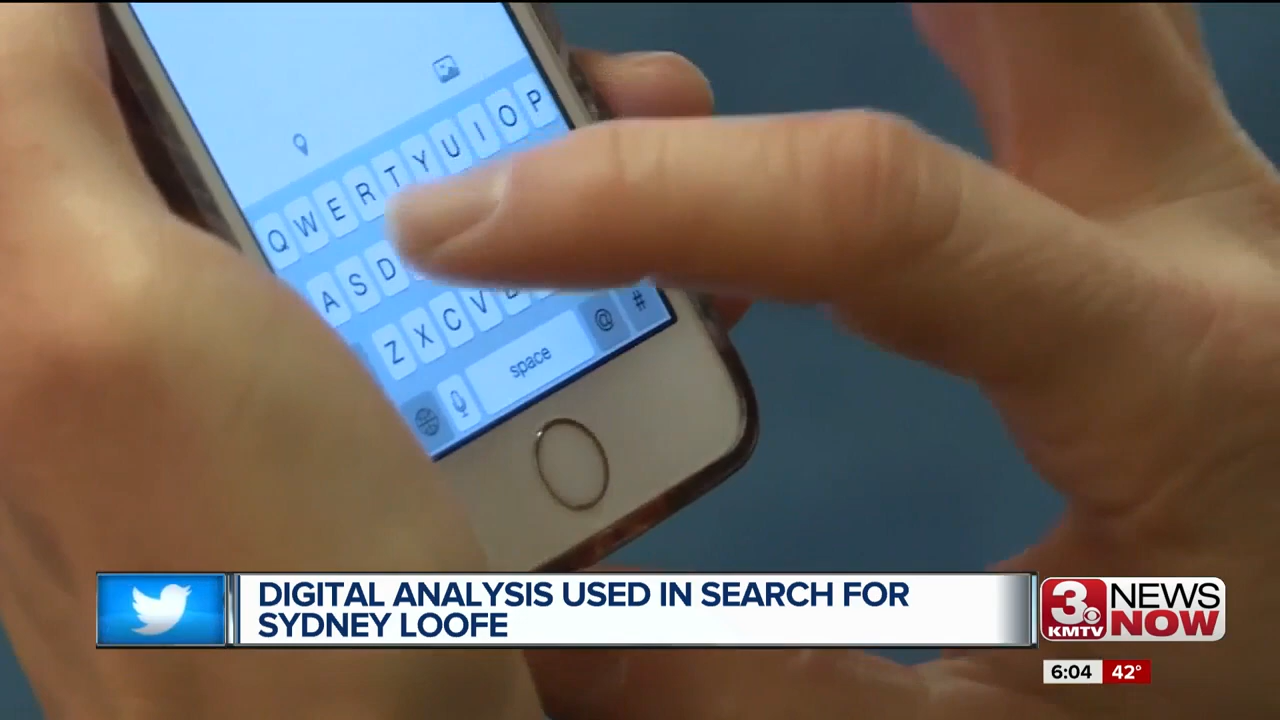 Q W E R T Y U I O P
A S D
Z X C V
space @ #
DIGITAL ANALYSIS USED IN SEARCH FOR
SYDNEY LOOFE
3 NEWS
KMTV NOW
6:04 42°